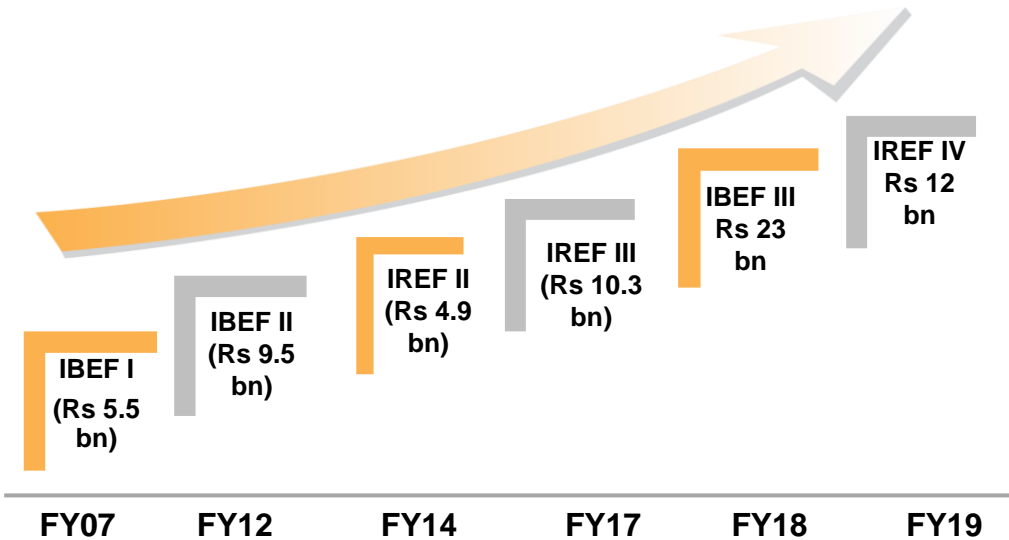 IBEF I
(Rs 5.5
bn)
IBEF II
(Rs 9.5
bn)
IREF II
(Rs 4.9
bn)
IREF III
(Rs 10.3
bn)
IBEF III
Rs 23
bn
IREF IV
Rs 12
bn
FY07 FY12 FY14 FY17 FY18 FY19